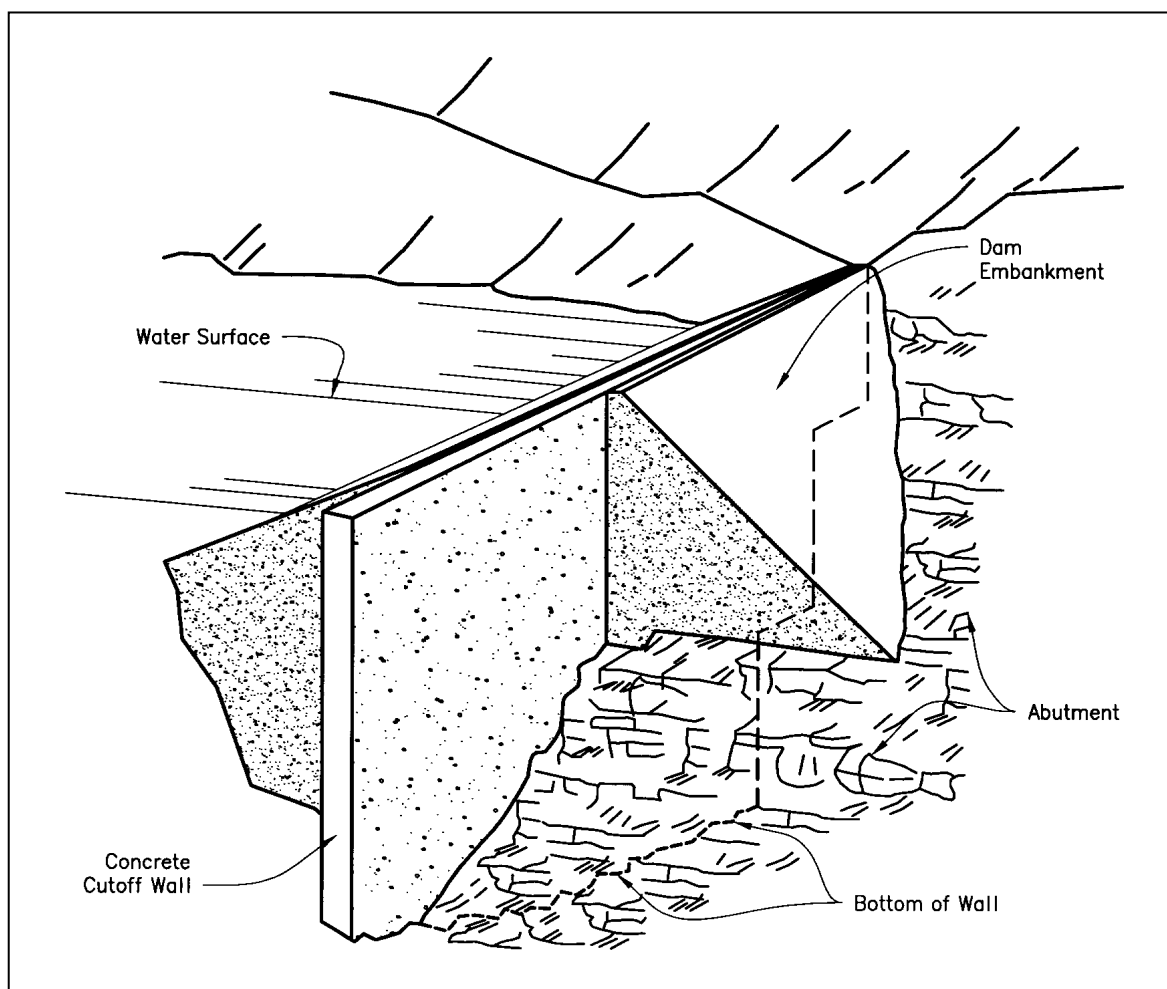 Dam
Embankment
Water Surface
Abutment
Concrete
Cutoff Wall
Bottom of Wall